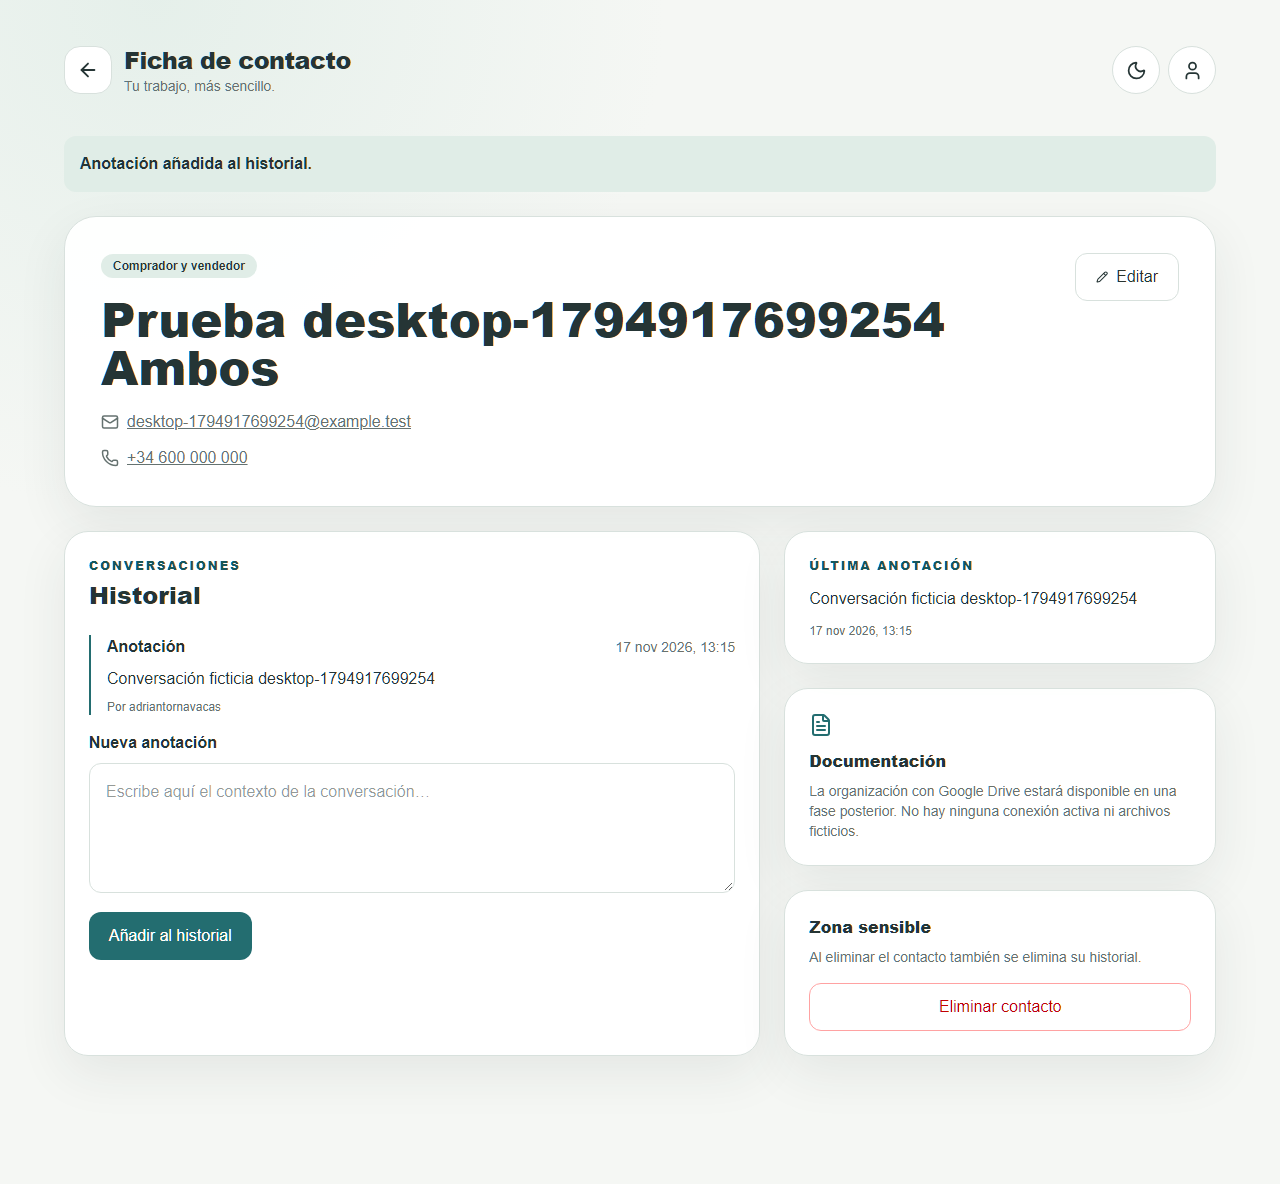 Ficha de contacto
Tu trabajo, más sencillo.
Anotación añadida al historial.
Comprador y vendedor
Editar
Prueba desktop-1794917699254
Ambos
desktop-1794917699254@example.test
+34 600 000 000
CONVERSACIONES
Historial
Anotación
17 nov 2026, 13:15
Conversación ficticia desktop-1794917699254
Por adriantornavacas
Nueva anotación
Escribe aquí el contexto de la conversación…
Añadir al historial
ÚLTIMA ANOTACIÓN
Conversación ficticia desktop-1794917699254
17 nov 2026, 13:15
Documentación
La organización con Google Drive estará disponible en una
fase posterior. No hay ninguna conexión activa ni archivos
ficticios.
Zona sensible
Al eliminar el contacto también se elimina su historial.
Eliminar contacto